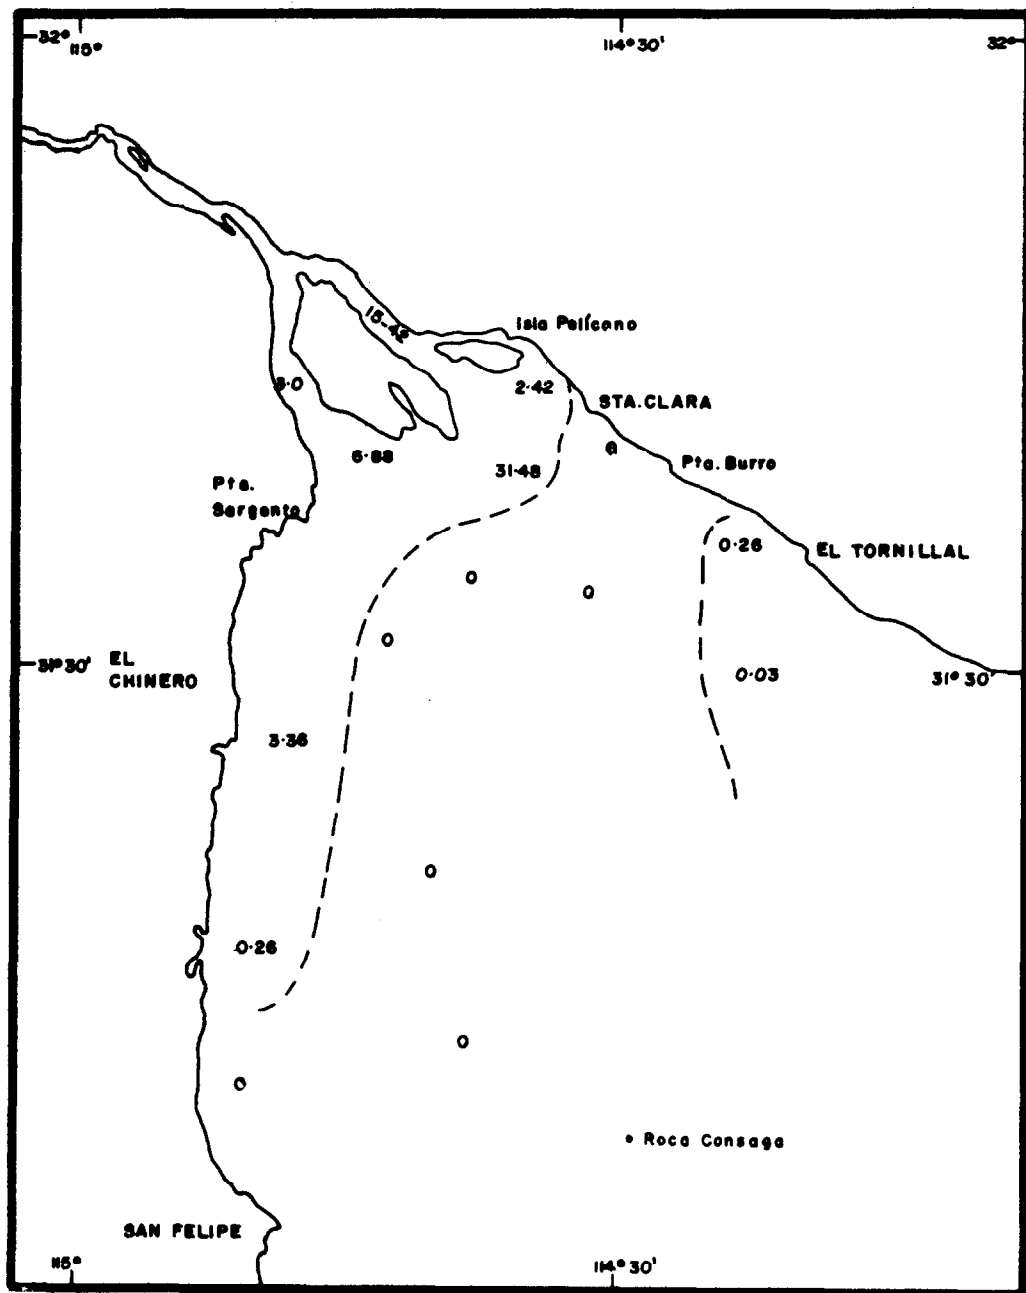 32°
115°
114°30'
32°
Isla Pelícano
15-42
8·0
2·42
STA. CLARA
6·88
31·48
Pta. Burro
Pta.
Sargento
0·26
EL TORNILLAL
0
0
0
0
31°30'
EL
CHINERO
0·03
31°30'
3·36
0
0·26
0
0
Roca Consaga
SAN FELIPE
115°
114°30'